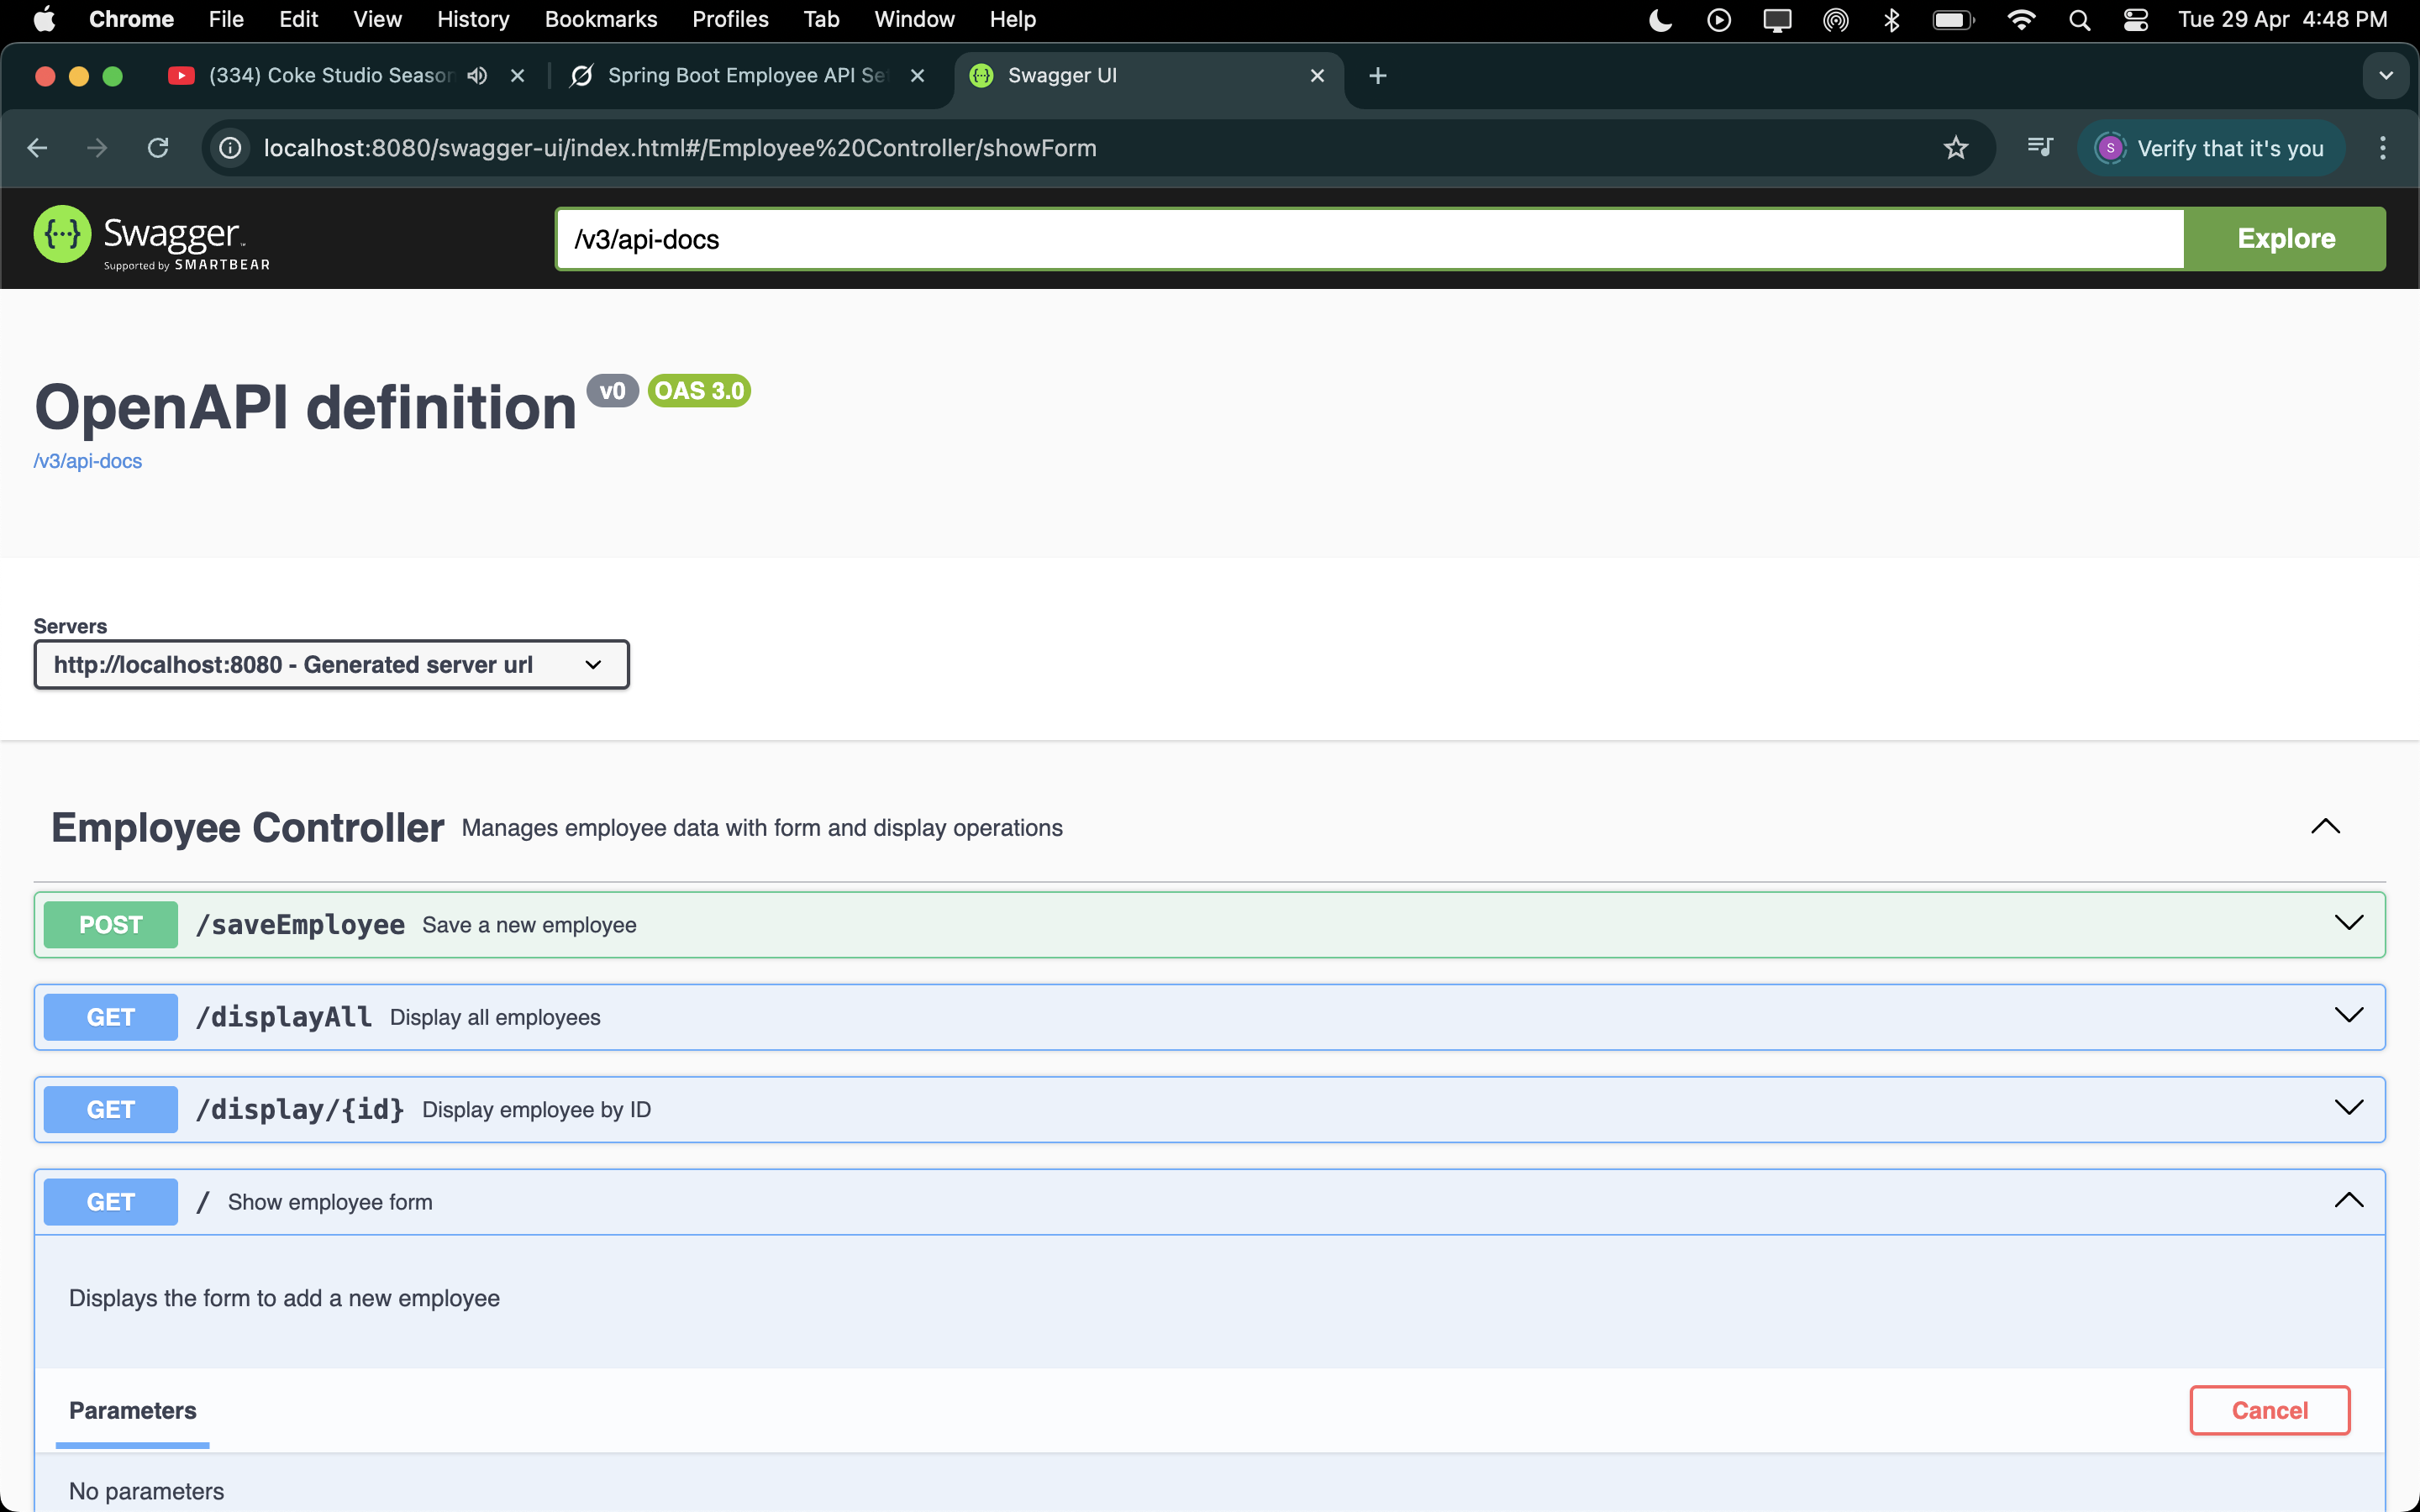 Chrome File Edit View History Bookmarks Profiles Tab Window Help Tue 29 Apr 4:48 PM
(334) Coke Studio Season Spring Boot Employee API Set Swagger UI
localhost:8080/swagger-ui/index.html#/Employee%20Controller/showForm S Verify that it's you
{···} Swagger™ /v3/api-docs Explore
Supported by SMARTBEAR
OpenAPI definition v0 OAS 3.0
/v3/api-docs
Servers
http://localhost:8080 - Generated server url
Employee Controller Manages employee data with form and display operations
POST /saveEmployee Save a new employee
GET /displayAll Display all employees
GET /display/{id} Display employee by ID
GET / Show employee form
Displays the form to add a new employee
Parameters Cancel
No parameters